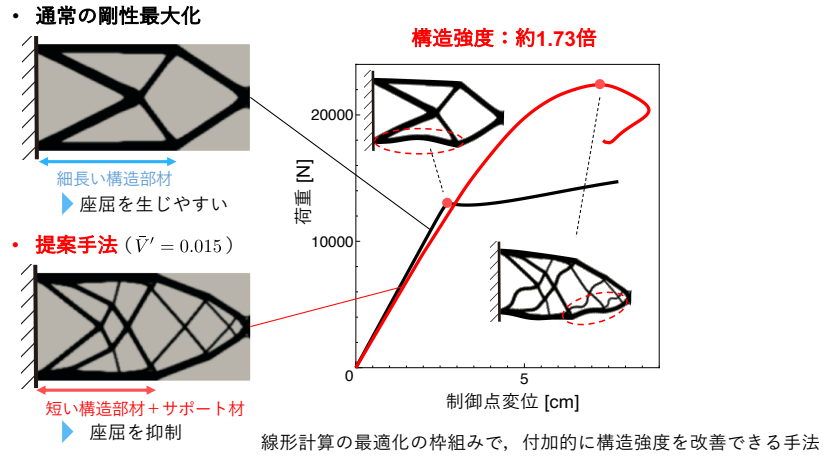 • 通常の剛性最大化
細長い構造部材
座屈を生じやすい
• 提案手法（V̄′ = 0.015）
短い構造部材＋サポート材
座屈を抑制
構造強度：約1.73倍
荷重 [N]
20000
10000
0
5
制御点変位 [cm]
線形計算の最適化の枠組みで，付加的に構造強度を改善できる手法